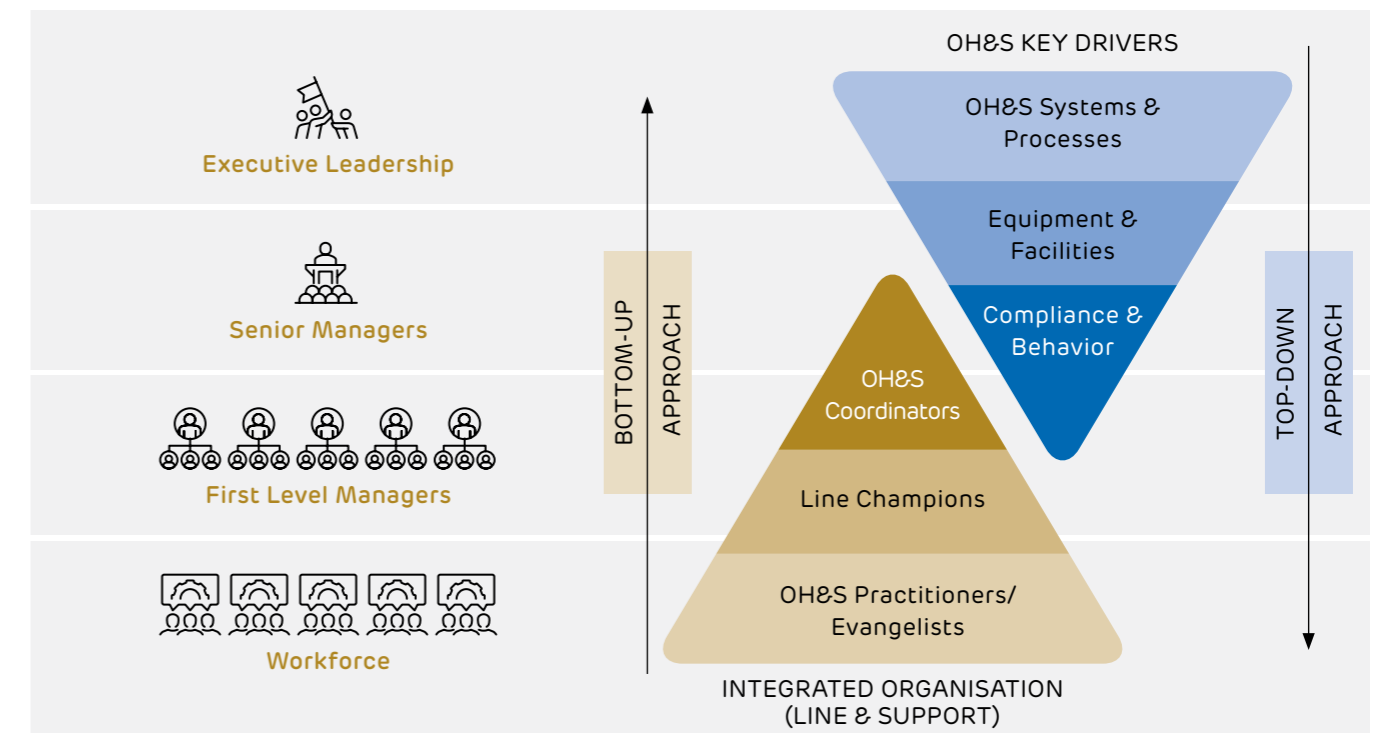 OH&S KEY DRIVERS
OH&S Systems &
Processes
Executive Leadership
Equipment &
Facilities
Senior Managers
BOTTOM-UP
APPROACH
Compliance &
Behavior
TOP-DOWN
APPROACH
OH&S
Coordinators
First Level Managers
Line Champions
OH&S Practitioners/
Evangelists
Workforce
INTEGRATED ORGANISATION
(LINE & SUPPORT)